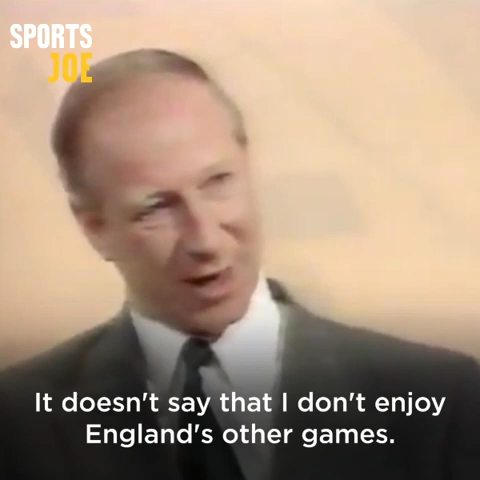 SPORTS
JOE
It doesn't say that I don't enjoy
England's other games.